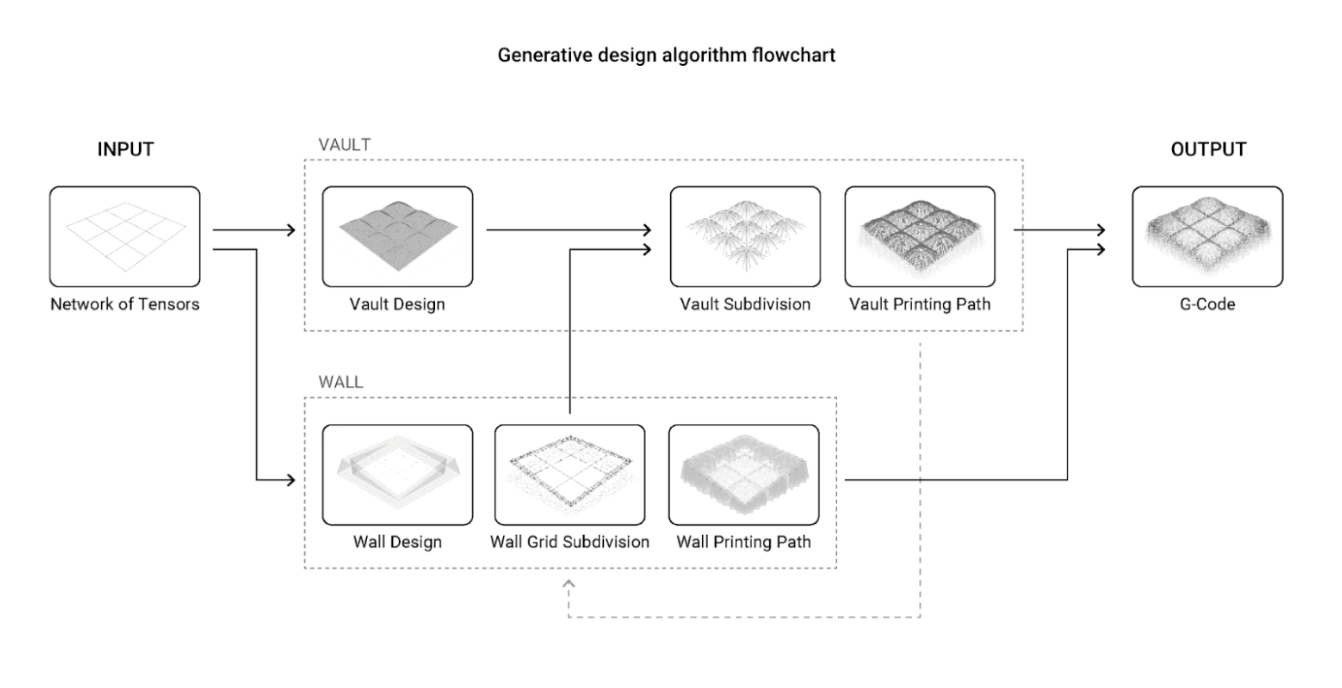 Generative design algorithm flowchart
INPUT
VAULT
OUTPUT
Network of Tensors
Vault Design
Vault Subdivision
Vault Printing Path
G-Code
WALL
Wall Design
Wall Grid Subdivision
Wall Printing Path